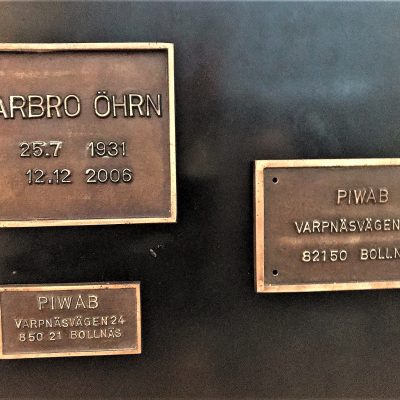 ARBRO ÖHRN
25.7 1931
12.12 2006
PIWAB
VARPNÄSVÄGEN
82150 BOLLN
PIWAB
VARPNÄSVÄGEN 24
850 21 BOLLNÄS